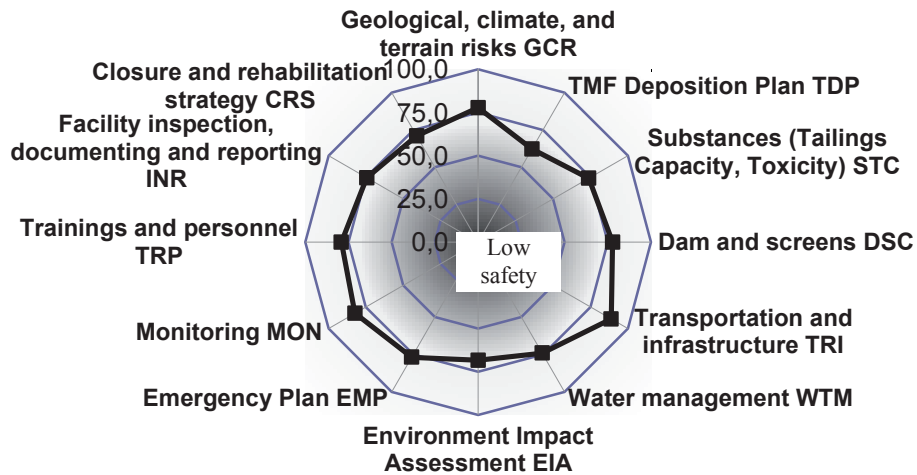 Geological, climate, and
terrain risks GCR
TMF Deposition Plan TDP
Substances (Tailings
Capacity, Toxicity) STC
Dam and screens DSC
Transportation and
infrastructure TRI
Water management WTM
Environment Impact
Assessment EIA
Emergency Plan EMP
Monitoring MON
Trainings and personnel
TRP
Facility inspection,
documenting and reporting
INR
Closure and rehabilitation
strategy CRS
100,0
75,0
50,0
25,0
0,0
Low
safety